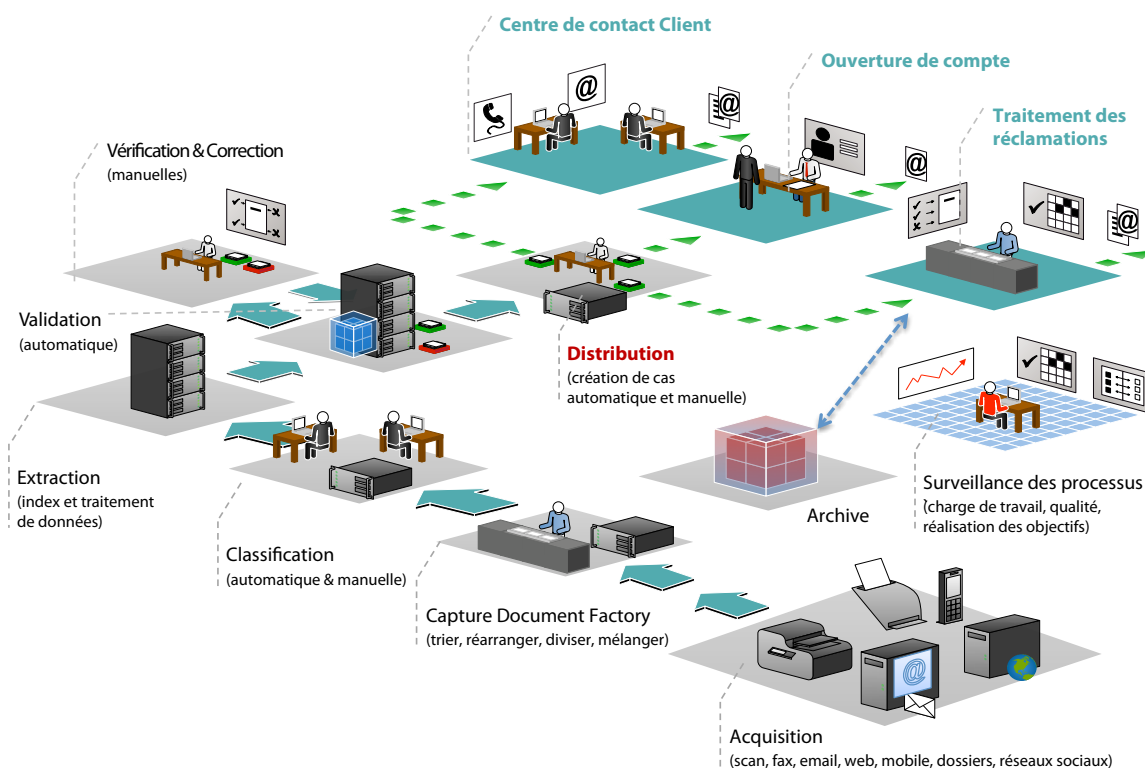 Centre de contact Client
Ouverture de compte
Traitement des
réclamations
Vérification & Correction
(manuelles)
Validation
(automatique)
Distribution
(création de cas
automatique et manuelle)
Extraction
(index et traitement
de données)
Archive
Surveillance des processus
(charge de travail, qualité,
réalisation des objectifs)
Classification
(automatique & manuelle)
Capture Document Factory
(trier, réarranger, diviser, mélanger)
Acquisition
(scan, fax, email, web, mobile, dossiers, réseaux sociaux)
@
@
@
@
@